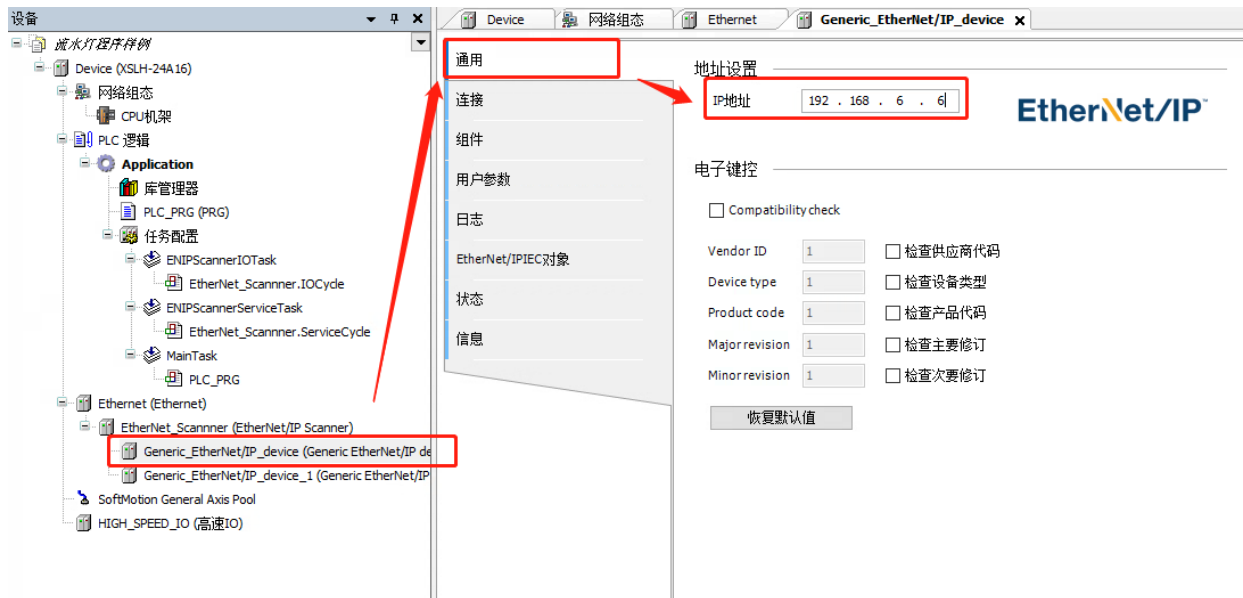 设备
流水灯程序样例
Device (XSLH-24A16)
网络组态
CPU机架
PLC 逻辑
Application
库管理器
PLC_PRG (PRG)
任务配置
ENIPScannerIOTask
EtherNet_Scannner.IOCycle
ENIPScannerServiceTask
EtherNet_Scannner.ServiceCycle
MainTask
PLC_PRG
Ethernet (Ethernet)
EtherNet_Scannner (EtherNet/IP Scanner)
Generic_EtherNet/IP_device (Generic EtherNet/IP de
Generic_EtherNet/IP_device_1 (Generic EtherNet/IP
SoftMotion General Axis Pool
HIGH_SPEED_IO (高速IO)
Device 网络组态 Ethernet Generic_EtherNet/IP_device
通用
连接
组件
用户参数
日志
EtherNet/IPIEC对象
状态
信息
地址设置
IP地址 192 . 168 . 6 . 6
EtherNet/IP™
电子键控
Compatibility check
Vendor ID 1 检查供应商代码
Device type 1 检查设备类型
Product code 1 检查产品代码
Major revision 1 检查主要修订
Minor revision 1 检查次要修订
恢复默认值